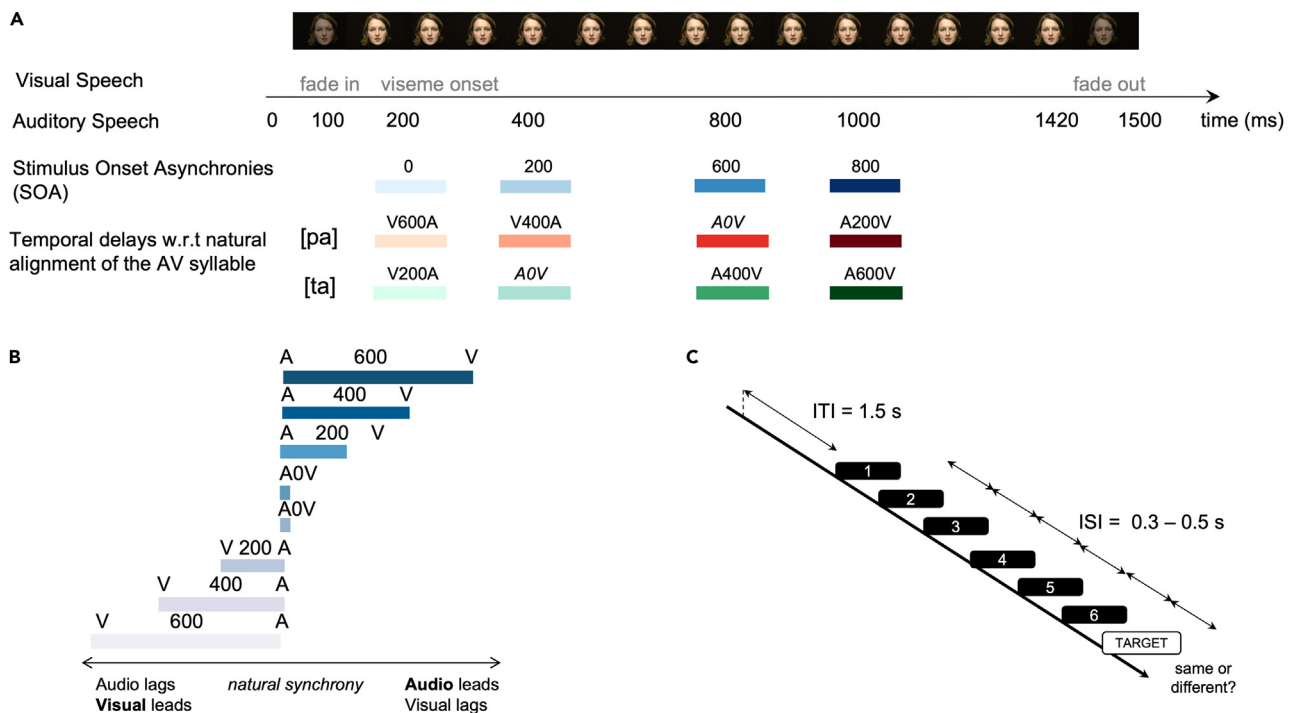 A
Visual Speech
fade in viseme onset fade out
Auditory Speech 0 100 200 400 800 1000 1420 1500 time (ms)
Stimulus Onset Asynchronies
(SOA)
0 200 600 800
Temporal delays w.r.t natural
alignment of the AV syllable
[pa] V600A V400A A0V A200V
[ta] V200A A0V A400V A600V
B
A 600 V
A 400 V
A 200 V
A0V
A0V
V 200 A
V 400 A
V 600 A
Audio lags natural synchrony Audio leads
Visual leads Visual lags
C
ITI = 1.5 s
1
2
3
4
5
6
ISI = 0.3 – 0.5 s
TARGET
same or
different?